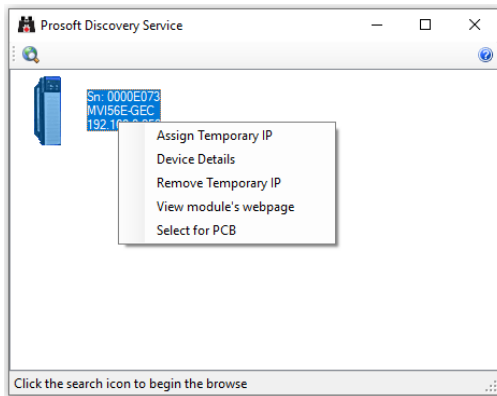 Prosoft Discovery Service
Sn: 0000E073
MVI56E-GEC
Assign Temporary IP
Device Details
Remove Temporary IP
View module's webpage
Select for PCB
Click the search icon to begin the browse